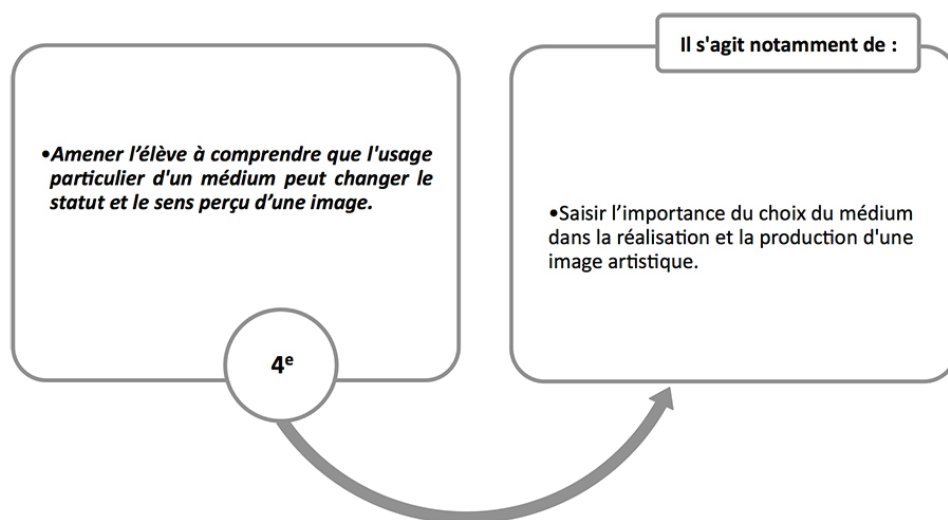 •Amener l’élève à comprendre que l'usage
particulier d'un médium peut changer le
statut et le sens perçu d’une image.
4e
Il s'agit notamment de :
•Saisir l’importance du choix du médium
dans la réalisation et la production d'une
image artistique.